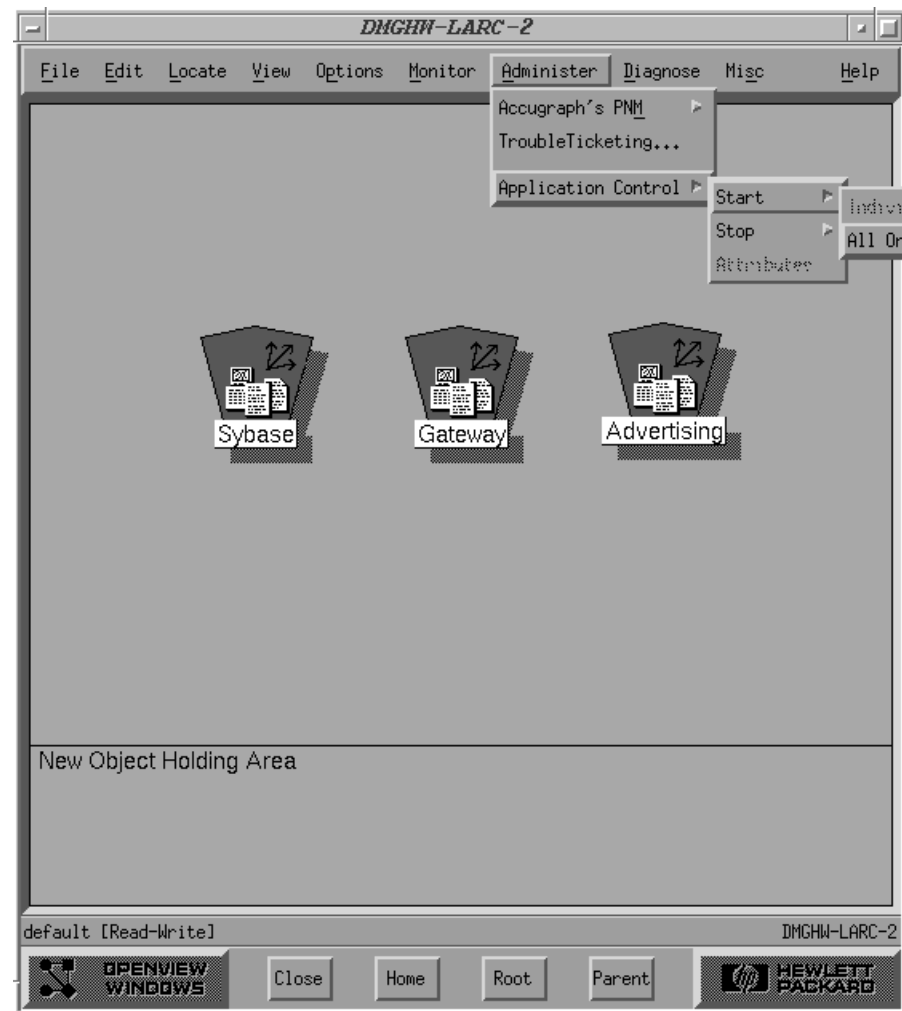 DMGHW-LARC-2
File Edit Locate View Options Monitor Administer Diagnose Misc Help
Accugraph's PNM
TroubleTicketing...
Application Control
Start
Stop
Attributes
All
Sybase Gateway Advertising
New Object Holding Area
default [Read-Write] DMGHW-LARC-2
OPENVIEW WINDOWS
Close Home Root Parent
HEWLETT PACKARD